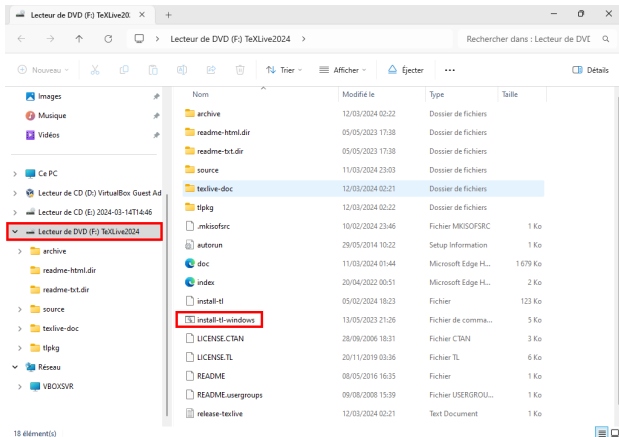 Lecteur de DVD (F:) TeXLive202
Lecteur de DVD (F:) TeXLive2024
Rechercher dans : Lecteur de DVD
Nouveau
Trier
Afficher
Éjecter
Détails
Images
Musique
Vidéos
Ce PC
Lecteur de CD (D:) VirtualBox Guest Ad
Lecteur de CD (E:) 2024-03-14T14:46
Lecteur de DVD (F:) TeXLive2024
archive
readme-html.dir
readme-txt.dir
source
texlive-doc
tlpkg
Réseau
VBOXSVR
Nom Modifié le Type Taille
archive 12/03/2024 02:22 Dossier de fichiers
readme-html.dir 05/05/2023 17:38 Dossier de fichiers
readme-txt.dir 05/05/2023 17:38 Dossier de fichiers
source 11/03/2024 23:03 Dossier de fichiers
texlive-doc 12/03/2024 02:21 Dossier de fichiers
tlpkg 12/03/2024 02:22 Dossier de fichiers
.mkisofsrc 10/02/2024 23:46 Fichier MKISOFSRC 1 Ko
autorun 29/05/2014 10:22 Setup Information 1 Ko
doc 11/03/2024 01:44 Microsoft Edge H... 1 679 Ko
index 20/04/2022 00:51 Microsoft Edge H... 2 Ko
install-tl 05/02/2024 18:23 Fichier 123 Ko
install-tl-windows 13/05/2023 21:26 Fichier de comma... 5 Ko
LICENSE.CTAN 28/09/2006 18:31 Fichier CTAN 3 Ko
LICENSE.TL 20/11/2019 03:36 Fichier TL 6 Ko
README 08/05/2016 16:35 Fichier 1 Ko
README.usergroups 09/08/2008 15:39 Fichier USERGROU... 1 Ko
release-texlive 12/03/2024 02:21 Text Document 1 Ko
18 élément(s)